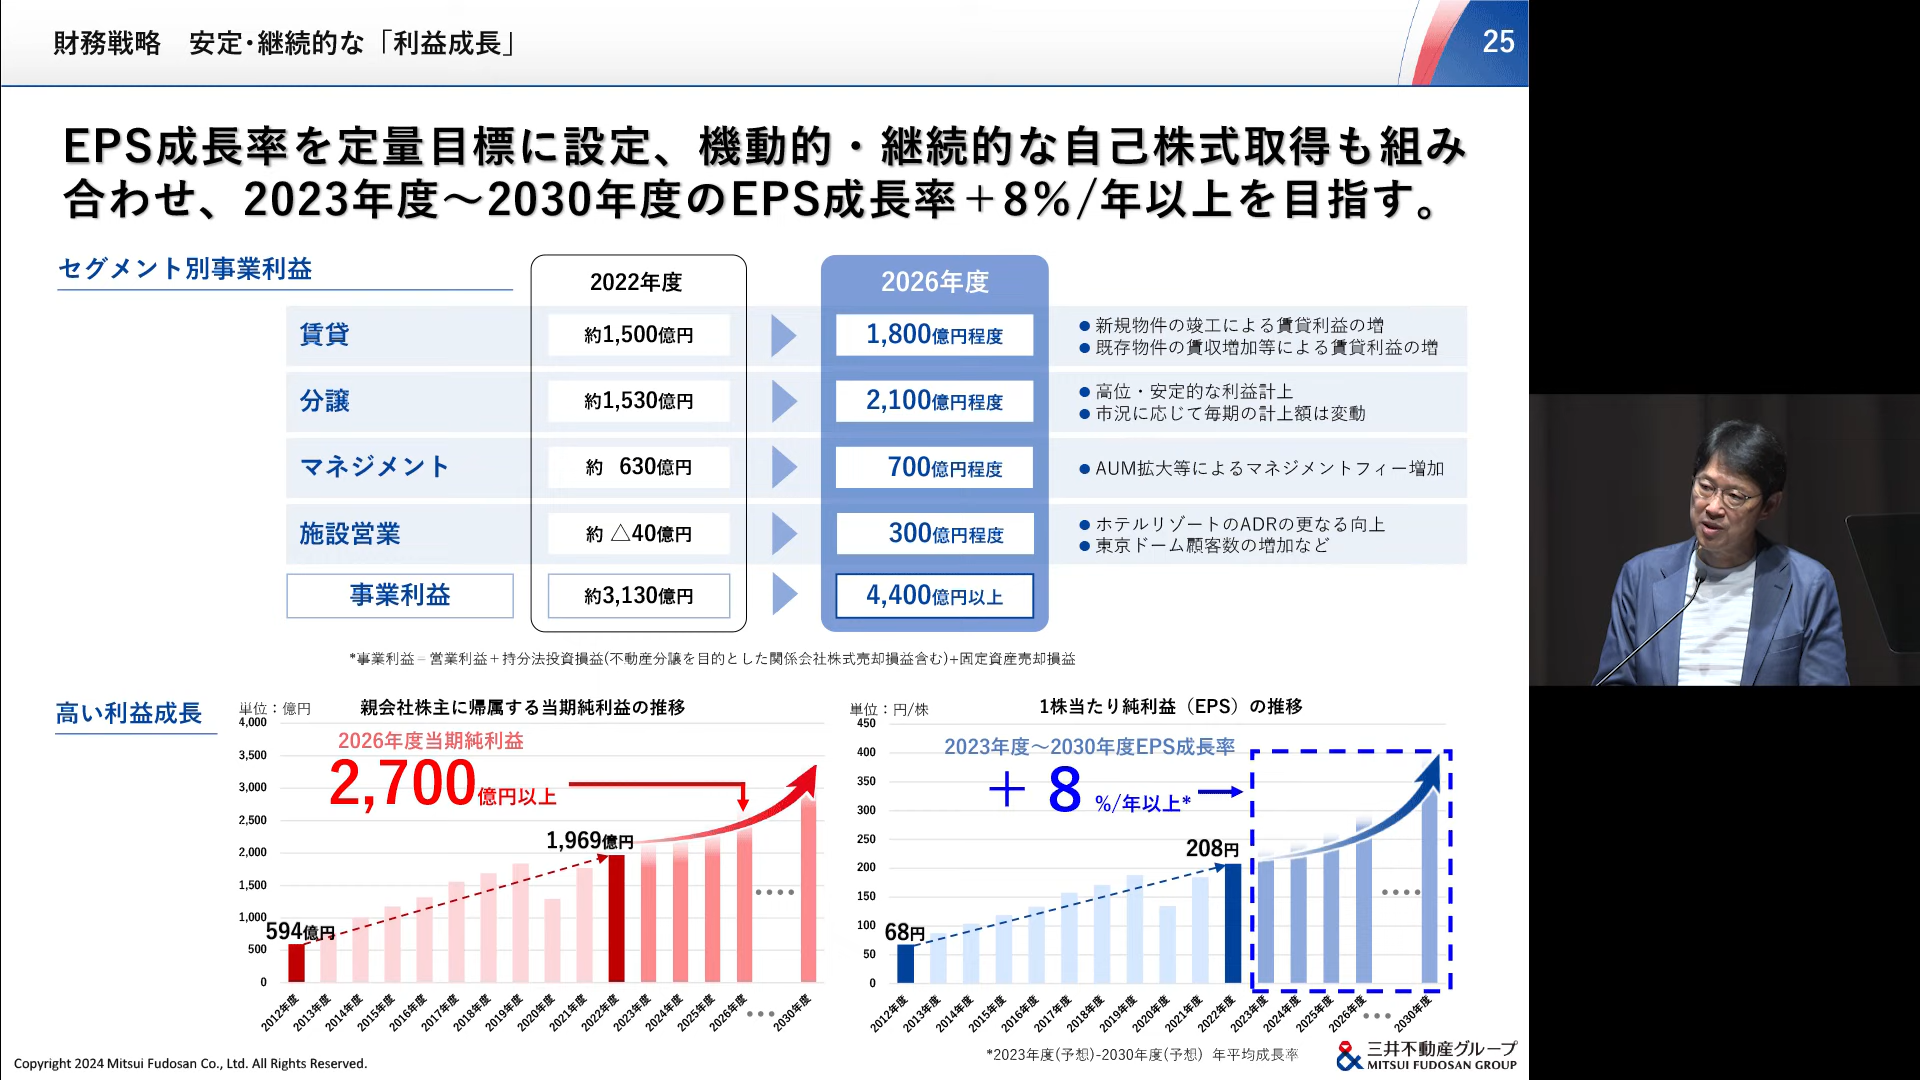 財務戦略　安定･継続的な「利益成長」
25
EPS成長率を定量目標に設定、機動的・継続的な自己株式取得も組み
合わせ、2023年度～2030年度のEPS成長率＋8％/年以上を目指す。
セグメント別事業利益
2022年度
2026年度
賃貸
約1,500億円
1,800億円程度
●新規物件の竣工による賃貸利益の増
●既存物件の賃収増加等による賃貸利益の増
分譲
約1,530億円
2,100億円程度
●高位・安定的な利益計上
●市況に応じて毎期の計上額は変動
マネジメント
約 630億円
700億円程度
●AUM拡大等によるマネジメントフィー増加
施設営業
約 △40億円
300億円程度
●ホテルリゾートのADRの更なる向上
●東京ドーム顧客数の増加など
事業利益
約3,130億円
4,400億円以上
*事業利益＝営業利益＋持分法投資損益(不動産分譲を目的とした関係会社株式売却損益含む)+固定資産売却損益
高い利益成長
単位：億円
親会社株主に帰属する当期純利益の推移
2026年度当期純利益
2,700億円以上
1,969億円
594億円
4,000
3,500
3,000
2,500
2,000
1,500
1,000
500
0
2012年度
2013年度
2014年度
2015年度
2016年度
2017年度
2018年度
2019年度
2020年度
2021年度
2022年度
2023年度
2024年度
2025年度
2026年度
2030年度
単位：円/株
1株当たり純利益（EPS）の推移
2023年度～2030年度EPS成長率
＋ 8 %/年以上*
208円
68円
450
400
350
300
250
200
150
100
50
0
2012年度
2013年度
2014年度
2015年度
2016年度
2017年度
2018年度
2019年度
2020年度
2021年度
2022年度
2023年度
2024年度
2025年度
2026年度
2030年度
*2023年度(予想)-2030年度(予想) 年平均成長率
Copyright 2024 Mitsui Fudosan Co., Ltd. All Rights Reserved.
三井不動産グループ
MITSUI FUDOSAN GROUP